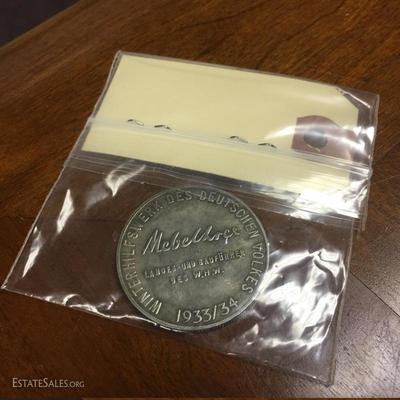 WINTERHILFSWERK DES DEUTSCHEN VOLKES
LANDES-UND GAUFÜHRER
DES W.H.W.
1933/34
ESTATESALES.ORG